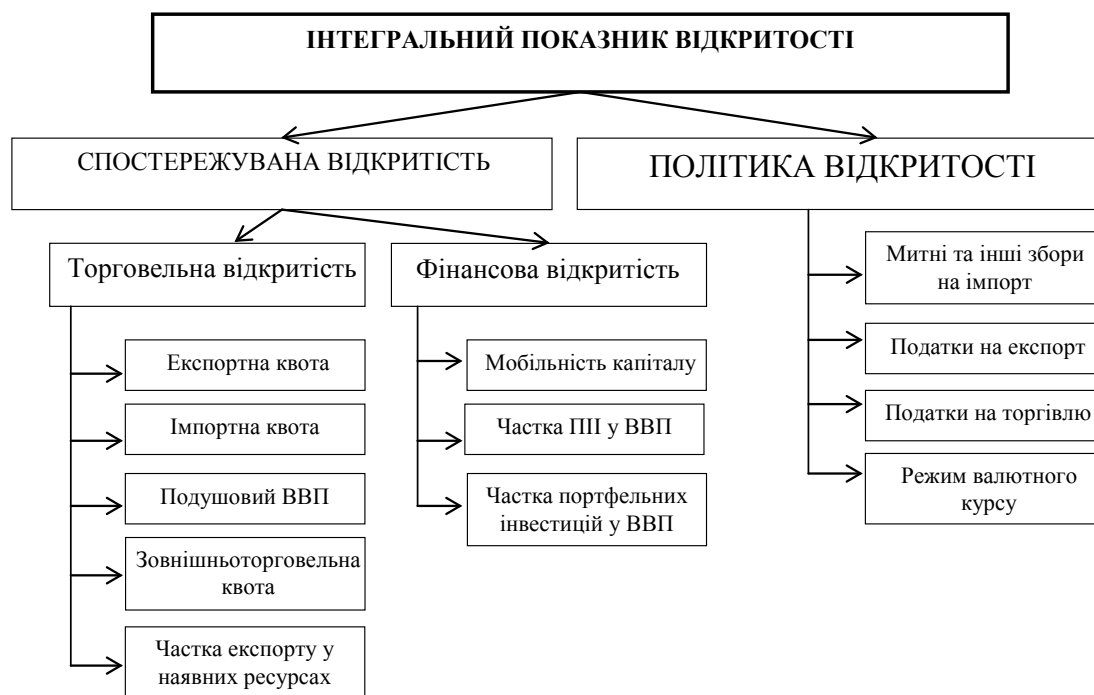 ІНТЕГРАЛЬНИЙ ПОКАЗНИК ВІДКРИТОСТІ
СПОСТЕРЕЖУВАНА ВІДКРИТІСТЬ
ПОЛІТИКА ВІДКРИТОСТІ
Торговельна відкритість
Експортна квота
Імпортна квота
Подушовий ВВП
Зовнішньоторговельна
квота
Частка експорту у
наявних ресурсах
Фінансова відкритість
Мобільність капіталу
Частка ПІІ у ВВП
Частка портфельних
інвестицій у ВВП
Митні та інші збори
на імпорт
Податки на експорт
Податки на торгівлю
Режим валютного
курсу